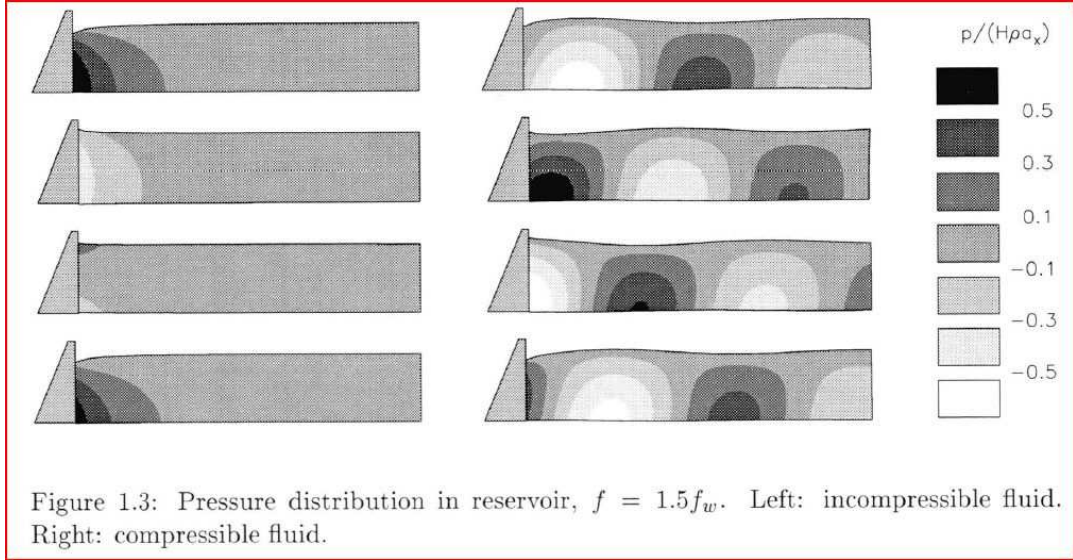 p/(Hρaₓ)
0.5
0.3
0.1
−0.1
−0.3
−0.5
Figure 1.3: Pressure distribution in reservoir, f = 1.5f_w. Left: incompressible fluid.
Right: compressible fluid.